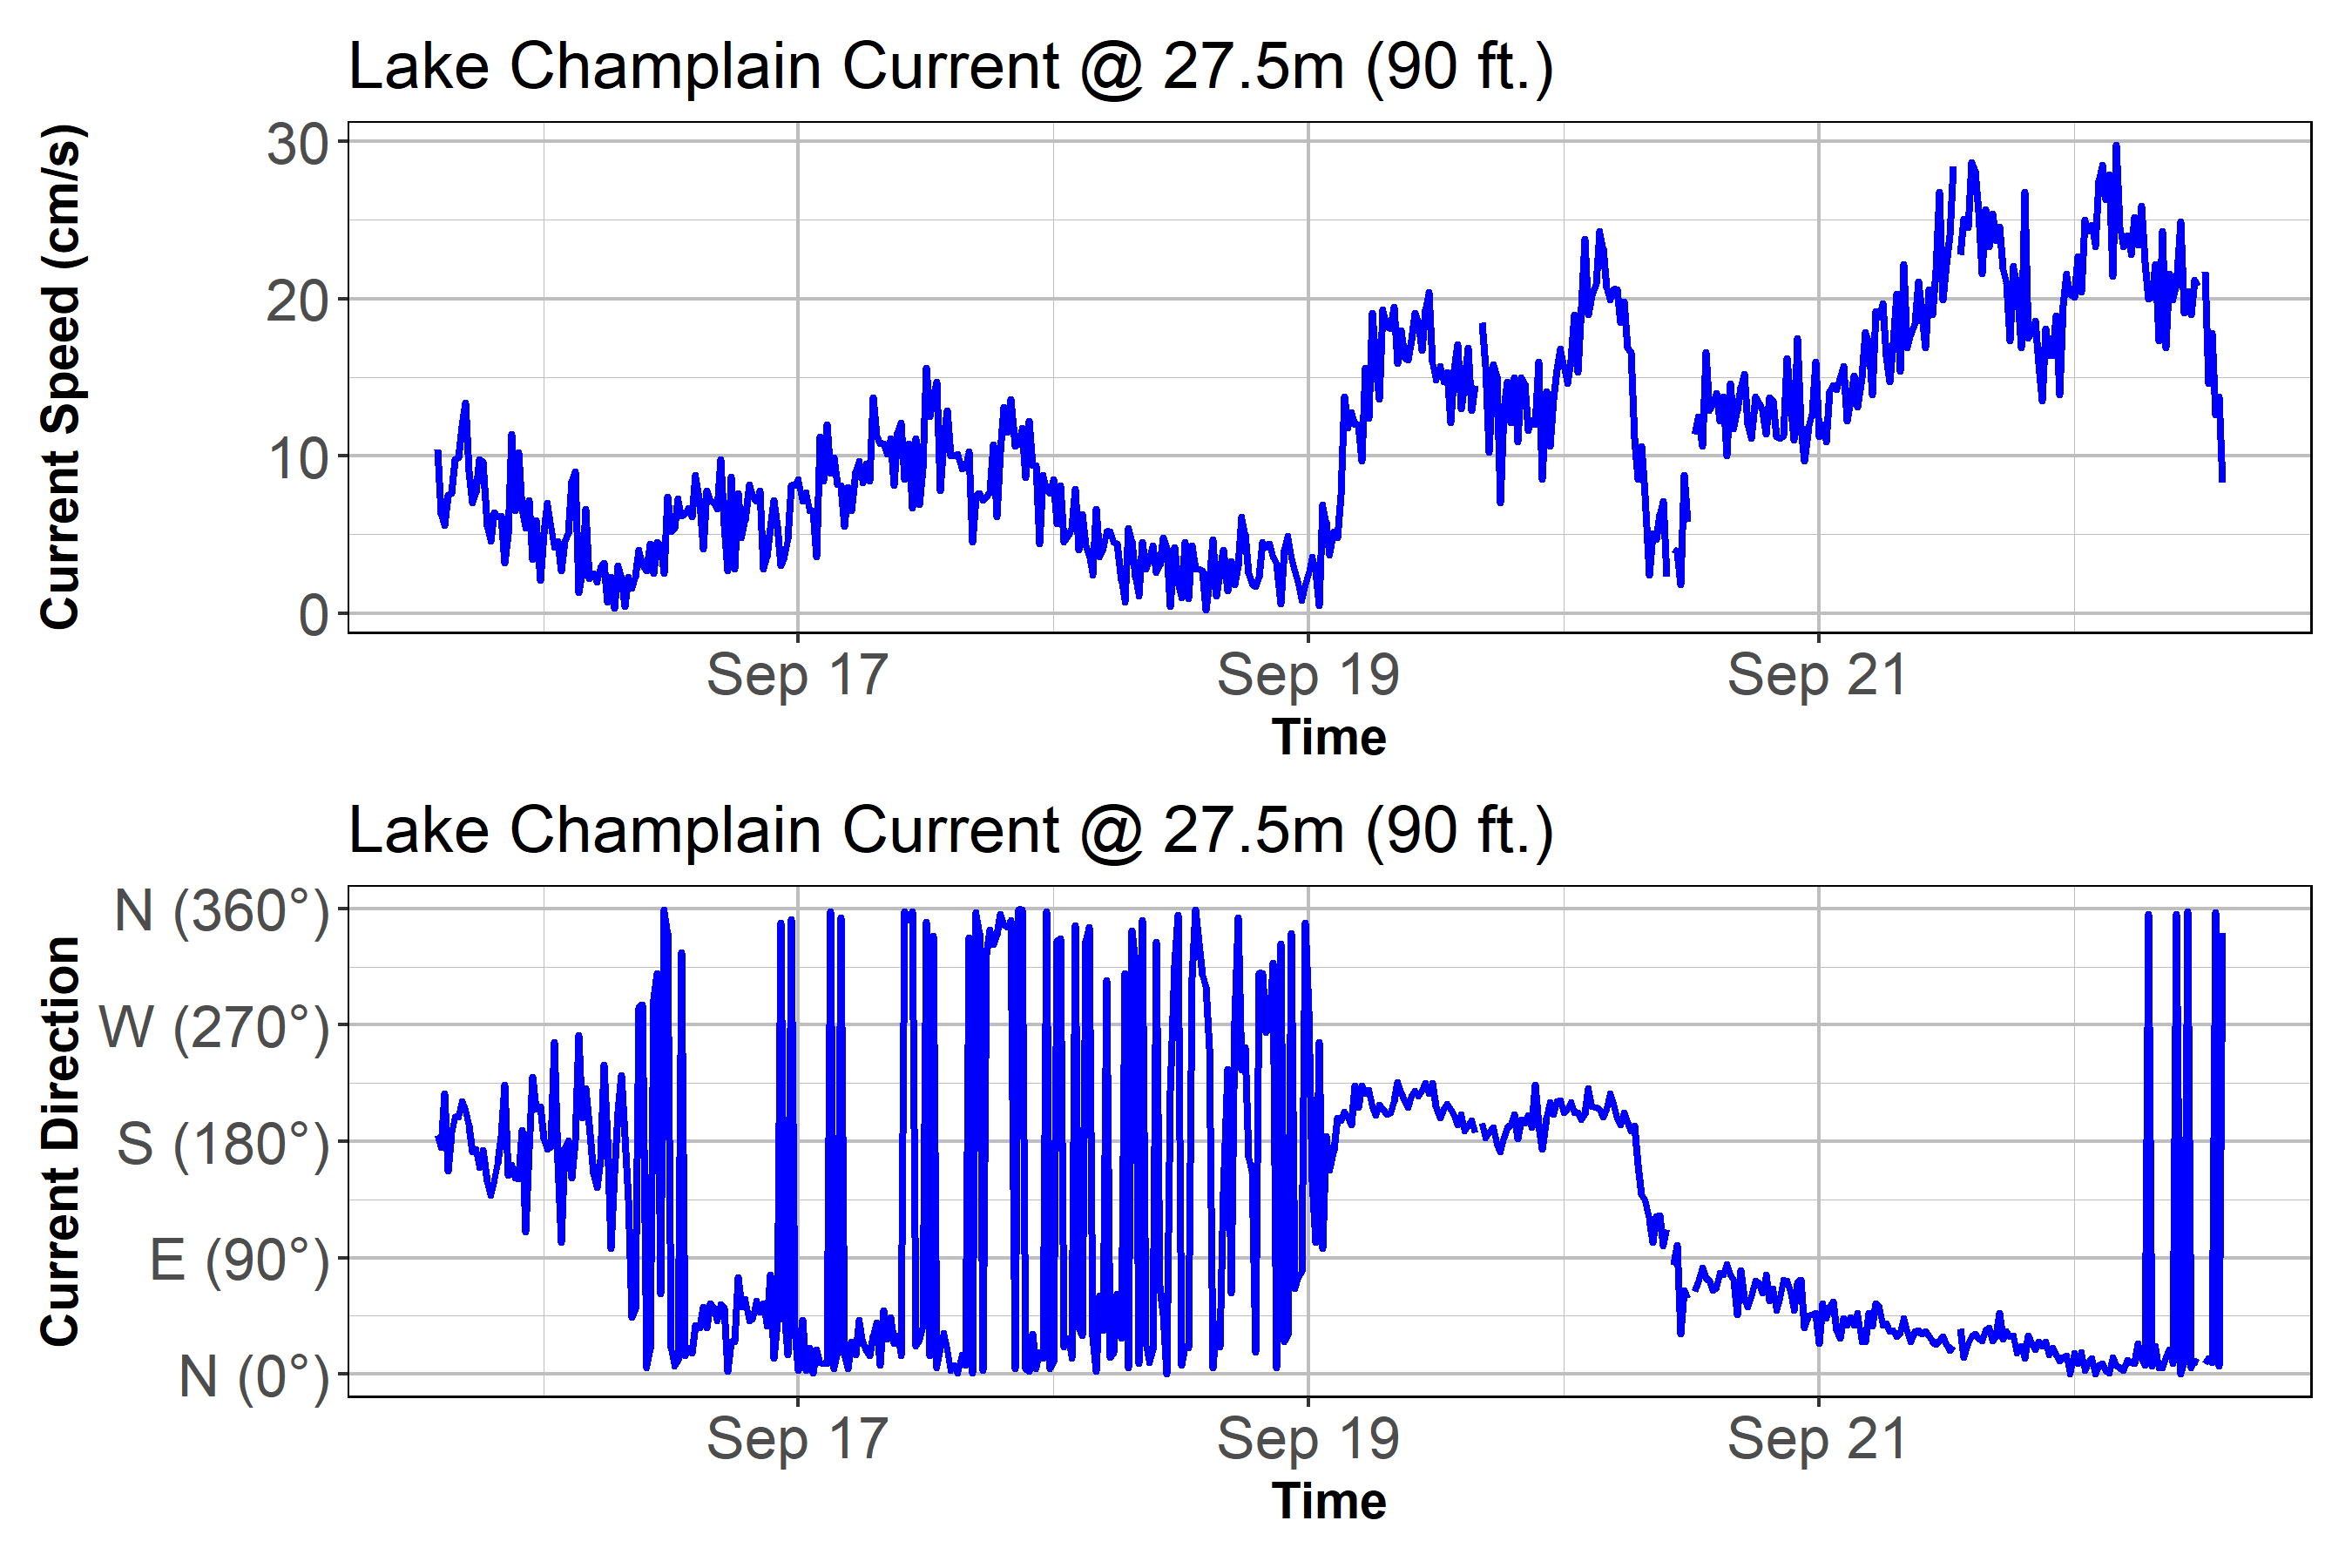 Lake Champlain Current @ 27.5m (90 ft.)
Current Speed (cm/s)
30
20
10
0
Sep 17 Sep 19 Sep 21
Time
Lake Champlain Current @ 27.5m (90 ft.)
Current Direction
N (360°)
W (270°)
S (180°)
E (90°)
N (0°)
Sep 17 Sep 19 Sep 21
Time